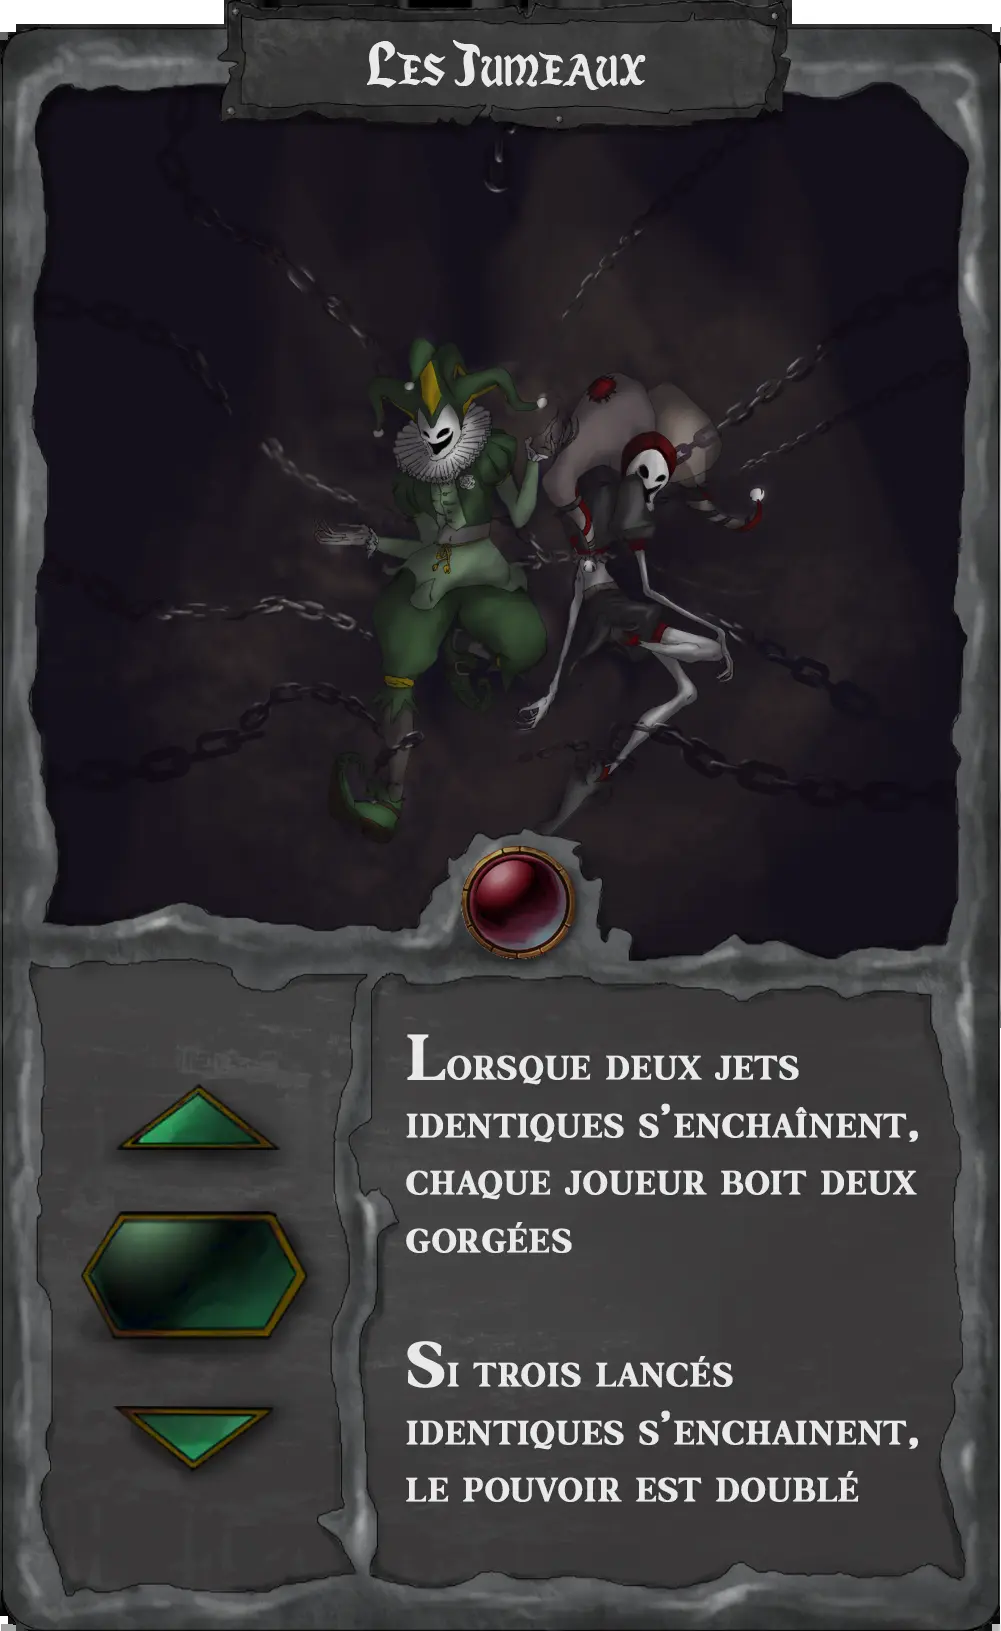 Les Jumeaux
Lorsque deux jets
identiques s'enchaînent,
chaque joueur boit deux
gorgées
Si trois lancés
identiques s'enchainent,
le pouvoir est doublé